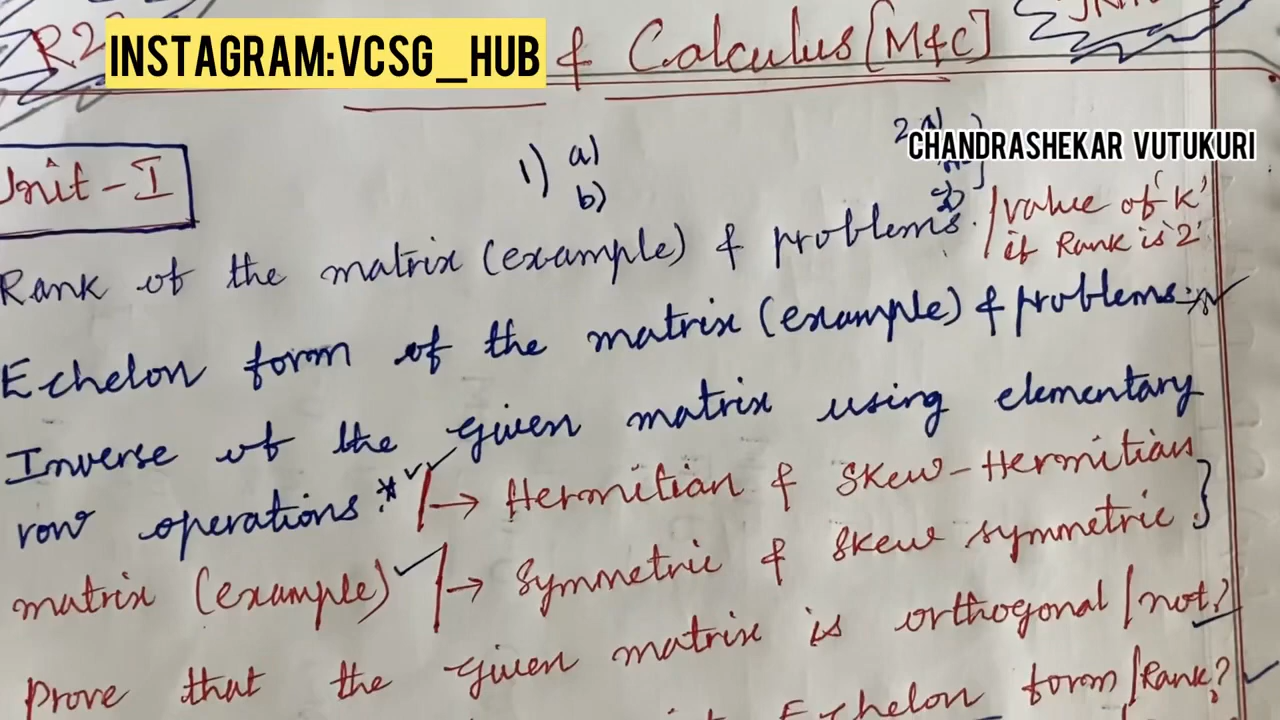 R22
INSTAGRAM:VCSG_HUB
& Calculus [M&C]
Unit - I
1) a)
b)
CHANDRASHEKAR VUTUKURI
Rank of the matrix (example) & problems. / value of 'K'
if Rank is '2'
Echelon form of the matrix (example) & problems
Inverse of the given matrix using elementary
row operations. * → Hermitian & Skew-Hermitian
matrix (example) → Symmetric & Skew symmetric
Prove that the given matrix is orthogonal / not?
Echelon form / Rank?